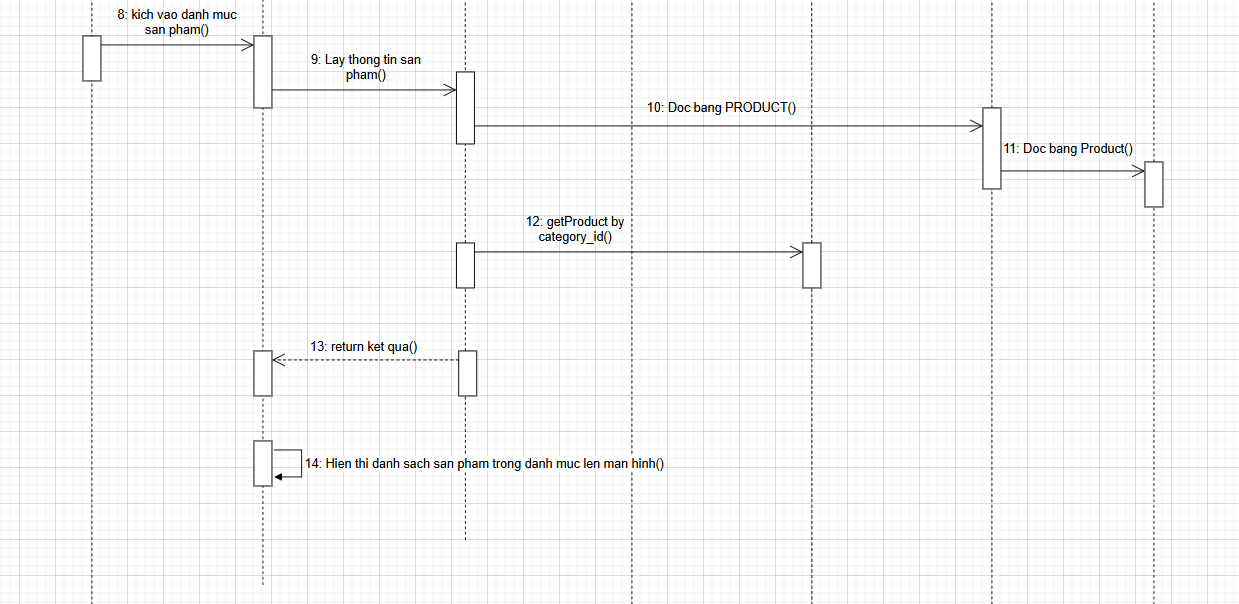 8: kich vao danh muc
san pham()
9: Lay thong tin san
pham()
10: Doc bang PRODUCT()
11: Doc bang Product()
12: getProduct by
category_id()
13: return ket qua()
14: Hien thi danh sach san pham trong danh muc len man hinh()